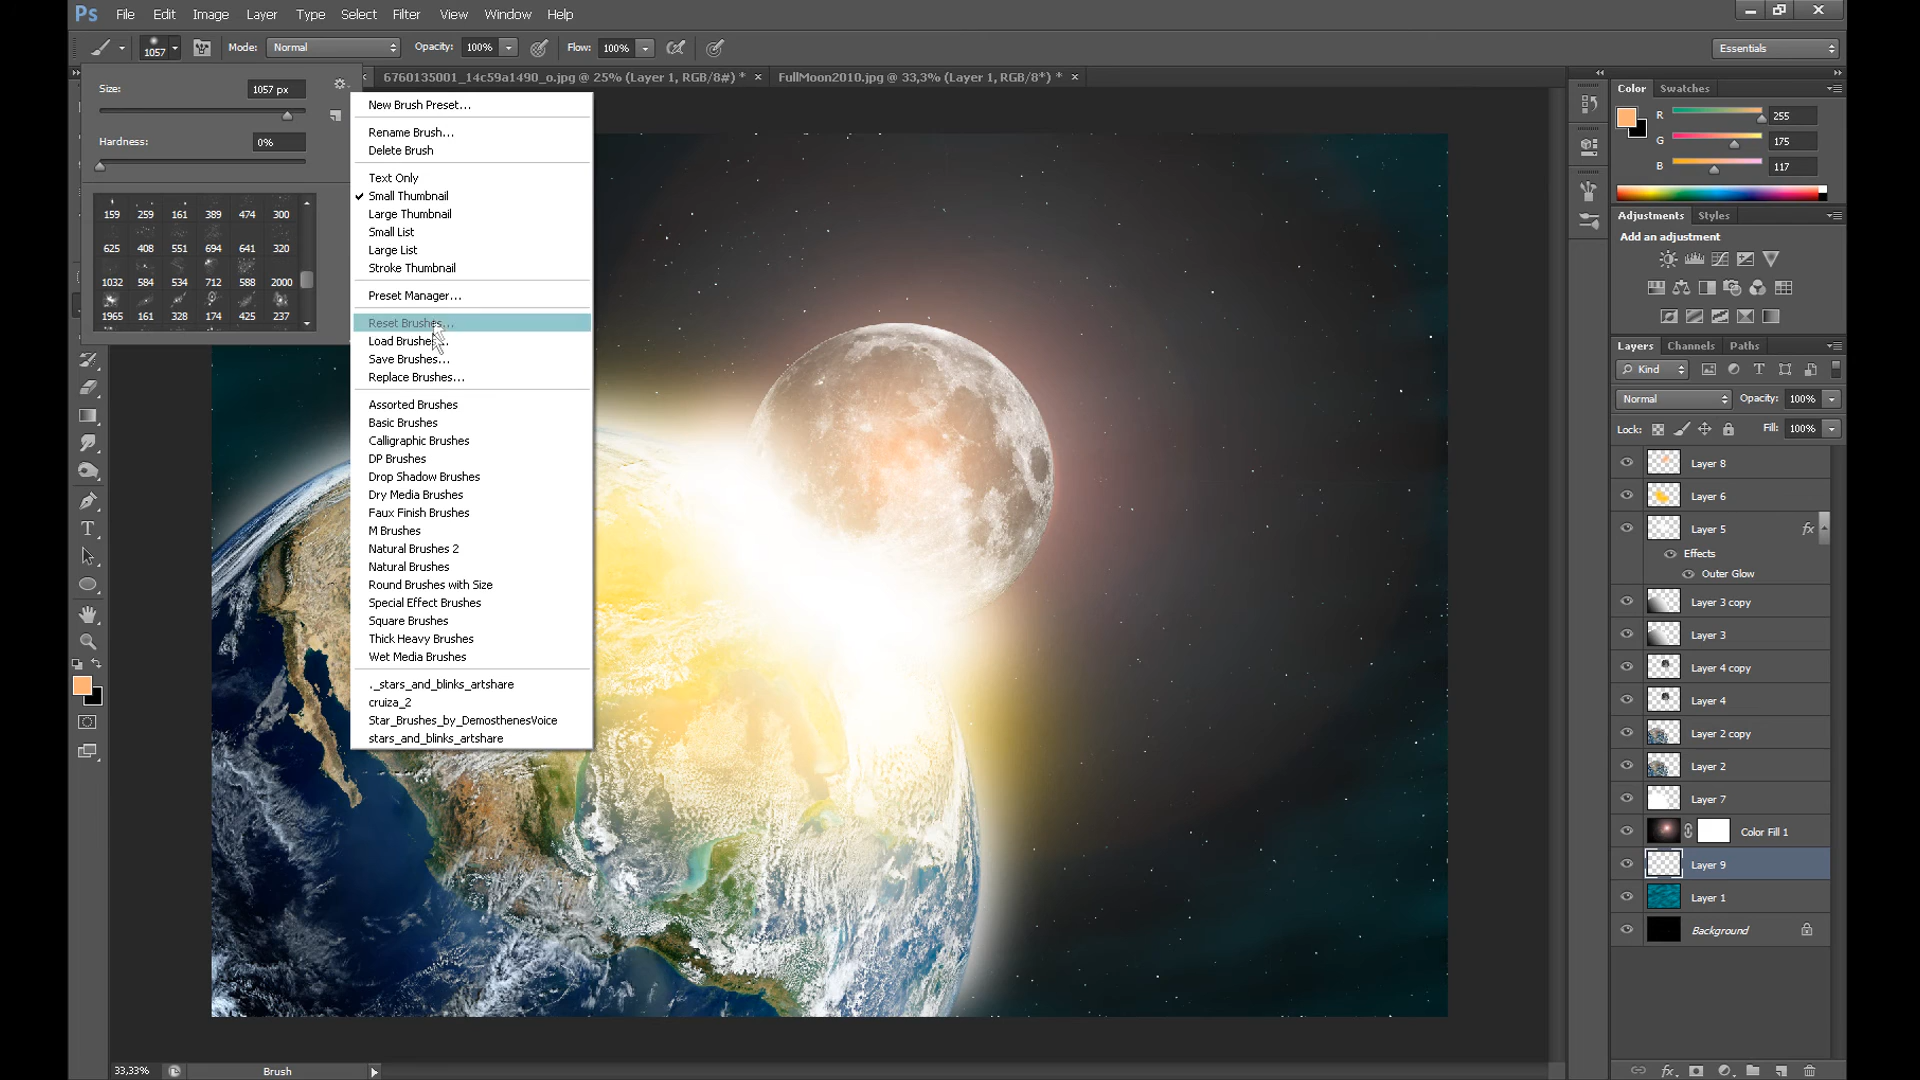 Ps File Edit Image Layer Type Select Filter View Window Help
1057 Mode: Normal Opacity: 100% Flow: 100% Essentials
6760135001_14c59a1490_o.jpg @ 25% (Layer 1, RGB/8#) * × FullMoon2010.jpg @ 33,3% (Layer 1, RGB/8*) * ×
Size: 1057 px
Hardness: 0%
159 259 161 389 474 300
625 408 551 694 641 320
1032 584 534 712 588 2000
1965 161 328 174 425 237
New Brush Preset...
Rename Brush...
Delete Brush
Text Only
Small Thumbnail
Large Thumbnail
Small List
Large List
Stroke Thumbnail
Preset Manager...
Reset Brushes...
Load Brushes...
Save Brushes...
Replace Brushes...
Assorted Brushes
Basic Brushes
Calligraphic Brushes
DP Brushes
Drop Shadow Brushes
Dry Media Brushes
Faux Finish Brushes
M Brushes
Natural Brushes 2
Natural Brushes
Round Brushes with Size
Special Effect Brushes
Square Brushes
Thick Heavy Brushes
Wet Media Brushes
._stars_and_blinks_artshare
cruiza_2
Star_Brushes_by_DemosthenesVoice
stars_and_blinks_artshare
Color Swatches
R 255
G 175
B 117
Adjustments Styles
Add an adjustment
Layers Channels Paths
Kind
Normal Opacity: 100%
Lock: Fill: 100%
Layer 8
Layer 6
Layer 5 fx
Effects
Outer Glow
Layer 3 copy
Layer 3
Layer 4 copy
Layer 4
Layer 2 copy
Layer 2
Layer 7
Color Fill 1
Layer 9
Layer 1
Background
33,33% Brush